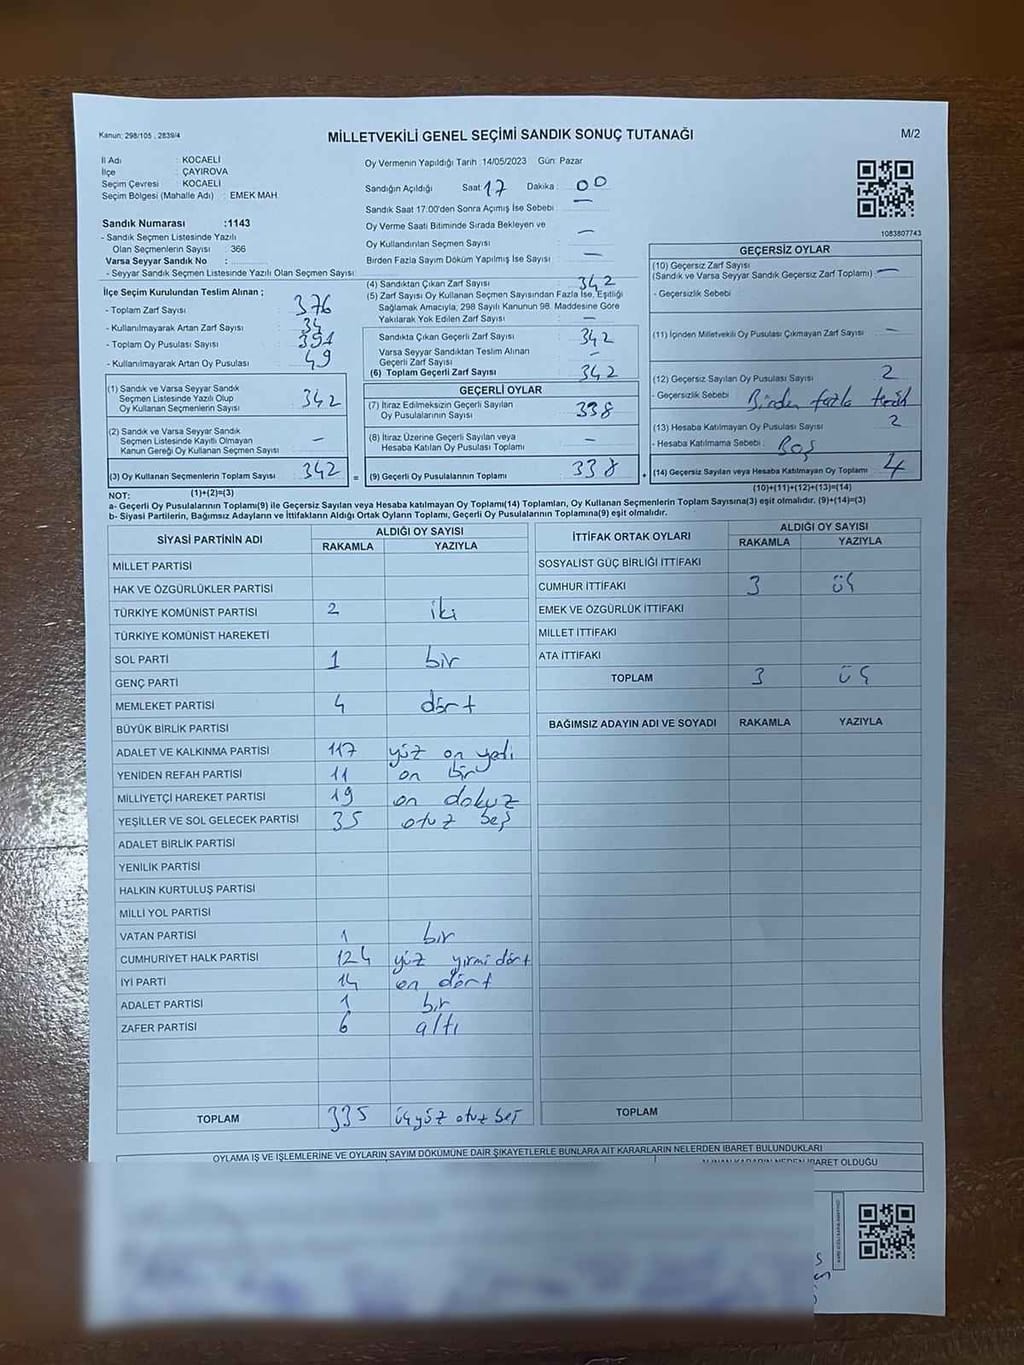 Kanun: 298/105 , 2839/4
MİLLETVEKİLİ GENEL SEÇİMİ SANDIK SONUÇ TUTANAĞI
M/2
İl Adı : KOCAELİ
İlçe : ÇAYIROVA
Seçim Çevresi : KOCAELİ
Seçim Bölgesi (Mahalle Adı) : EMEK MAH
Sandık Numarası :1143
- Sandık Seçmen Listesinde Yazılı
Olan Seçmenlerin Sayısı : 366
Varsa Seyyar Sandık No :
- Seyyar Sandık Seçmen Listesinde Yazılı Olan Seçmen Sayısı:
Oy Vermenin Yapıldığı Tarih :14/05/2023 Gün: Pazar
Sandığın Açıldığı Saat 17 Dakika : 00
Sandık Saat 17:00'den Sonra Açımış İse Sebebi : —
Oy Verme Saati Bitiminde Sırada Bekleyen ve
Oy Kullandırılan Seçmen Sayısı —
Birden Fazla Sayım Döküm Yapılmış İse Sayısı —
1083807743
İlçe Seçim Kurulundan Teslim Alınan ;
- Toplam Zarf Sayısı 376
- Kullanılmayarak Artan Zarf Sayısı : 34
- Toplam Oy Pusulası Sayısı : 391
- Kullanılmayarak Artan Oy Pusulası : 49
(1) Sandık ve Varsa Seyyar Sandık
Seçmen Listesinde Yazılı Olup
Oy Kullanan Seçmenlerin Sayısı 342
(2) Sandık ve Varsa Seyyar Sandık
Seçmen Listesinde Kayıtlı Olmayan
Kanun Gereği Oy Kullanan Seçmen Sayısı —
(3) Oy Kullanan Seçmenlerin Toplam Sayısı 342 =
(1)+(2)=(3)
(4) Sandıktan Çıkan Zarf Sayısı 342
(5) Zarf Sayısı Oy Kullanan Seçmen Sayısından Fazla İse, Eşitliği
Sağlamak Amacıyla, 298 Sayılı Kanunun 98. Maddesine Göre
Yakılarak Yok Edilen Zarf Sayısı : —
Sandıkta Çıkan Geçerli Zarf Sayısı 342
Varsa Seyyar Sandıktan Teslim Alınan
Geçerli Zarf Sayısı —
(6) Toplam Geçerli Zarf Sayısı 342
GEÇERLİ OYLAR
(7) İtiraz Edilmeksizin Geçerli Sayılan
Oy Pusulalarının Sayısı 338
(8) İtiraz Üzerine Geçerli Sayılan veya
Hesaba Katılan Oy Pusulası Toplamı —
(9) Geçerli Oy Pusulalarının Toplamı 338 +
GEÇERSİZ OYLAR
(10) Geçersiz Zarf Sayısı
(Sandık ve Varsa Seyyar Sandık Geçersiz Zarf Toplamı) —
- Geçersizlik Sebebi
(11) İçinden Milletvekili Oy Pusulası Çıkmayan Zarf Sayısı —
(12) Geçersiz Sayılan Oy Pusulası Sayısı 2
- Geçersizlik Sebebi Birden fazla tercih
(13) Hesaba Katılmayan Oy Pusulası Sayısı 2
- Hesaba Katılmama Sebebi : Boş
(14) Geçersiz Sayılan veya Hesaba Katılmayan Oy Toplamı 4
(10)+(11)+(12)+(13)=(14)
NOT:
a- Geçerli Oy Pusulalarının Toplamı(9) ile Geçersiz Sayılan veya Hesaba katılmayan Oy Toplamı(14) Toplamları, Oy Kullanan Seçmenlerin Toplam Sayısına(3) eşit olmalıdır. (9)+(14)=(3)
b- Siyasi Partilerin, Bağımsız Adayların ve İttifakların Aldığı Ortak Oyların Toplamı, Geçerli Oy Pusulalarının Toplamına(9) eşit olmalıdır.
SİYASİ PARTİNİN ADI ALDIĞI OY SAYISI
RAKAMLA YAZIYLA
MİLLET PARTİSİ
HAK VE ÖZGÜRLÜKLER PARTİSİ
TÜRKİYE KOMÜNİST PARTİSİ 2 iki
TÜRKİYE KOMÜNİST HAREKETİ
SOL PARTİ 1 bir
GENÇ PARTİ
MEMLEKET PARTİSİ 4 dört
BÜYÜK BİRLİK PARTİSİ
ADALET VE KALKINMA PARTİSİ 117 yüz on yedi
YENİDEN REFAH PARTİSİ 11 on bir
MİLLİYETÇİ HAREKET PARTİSİ 19 on dokuz
YEŞİLLER VE SOL GELECEK PARTİSİ 35 otuz beş
ADALET BİRLİK PARTİSİ
YENİLİK PARTİSİ
HALKIN KURTULUŞ PARTİSİ
MİLLİ YOL PARTİSİ
VATAN PARTİSİ 1 bir
CUMHURİYET HALK PARTİSİ 124 yüz yirmi dört
İYİ PARTİ 14 on dört
ADALET PARTİSİ 1 bir
ZAFER PARTİSİ 6 altı
TOPLAM 335 üçyüz otuz beş
İTTİFAK ORTAK OYLARI ALDIĞI OY SAYISI
RAKAMLA YAZIYLA
SOSYALİST GÜÇ BİRLİĞİ İTTİFAKI
CUMHUR İTTİFAKI 3 üç
EMEK VE ÖZGÜRLÜK İTTİFAKI
MİLLET İTTİFAKI
ATA İTTİFAKI
TOPLAM 3 üç
BAĞIMSIZ ADAYIN ADI VE SOYADI RAKAMLA YAZIYLA
TOPLAM
OYLAMA İŞ VE İŞLEMLERİNE VE OYLARIN SAYIM DÖKÜMÜNE DAİR ŞİKAYETLERLE BUNLARA AİT KARARLARIN NELERDEN İBARET BULUNDUKLARI
ALINAN KARARIN NEDEN İBARET OLDUĞU